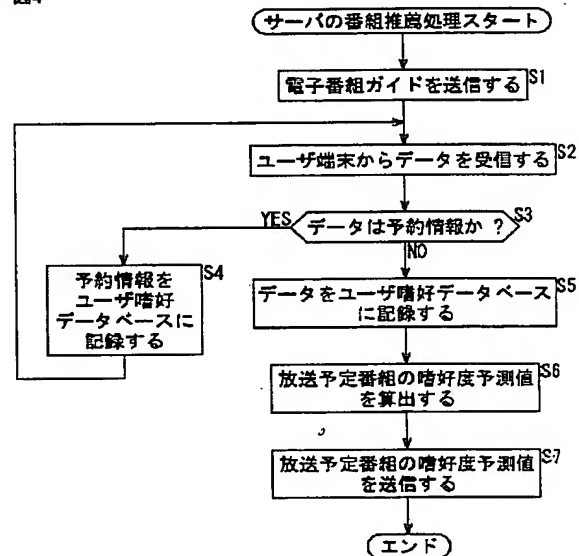 図4
サーバの番組推薦処理スタート
電子番組ガイドを送信する
S1
ユーザ端末からデータを受信する
S2
データは予約情報か ?
S3
YES
NO
予約情報を
ユーザ嗜好
データベースに
記録する
S4
データをユーザ嗜好データベース
に記録する
S5
放送予定番組の嗜好度予測値
を算出する
S6
放送予定番組の嗜好度予測値
を送信する
S7
エンド